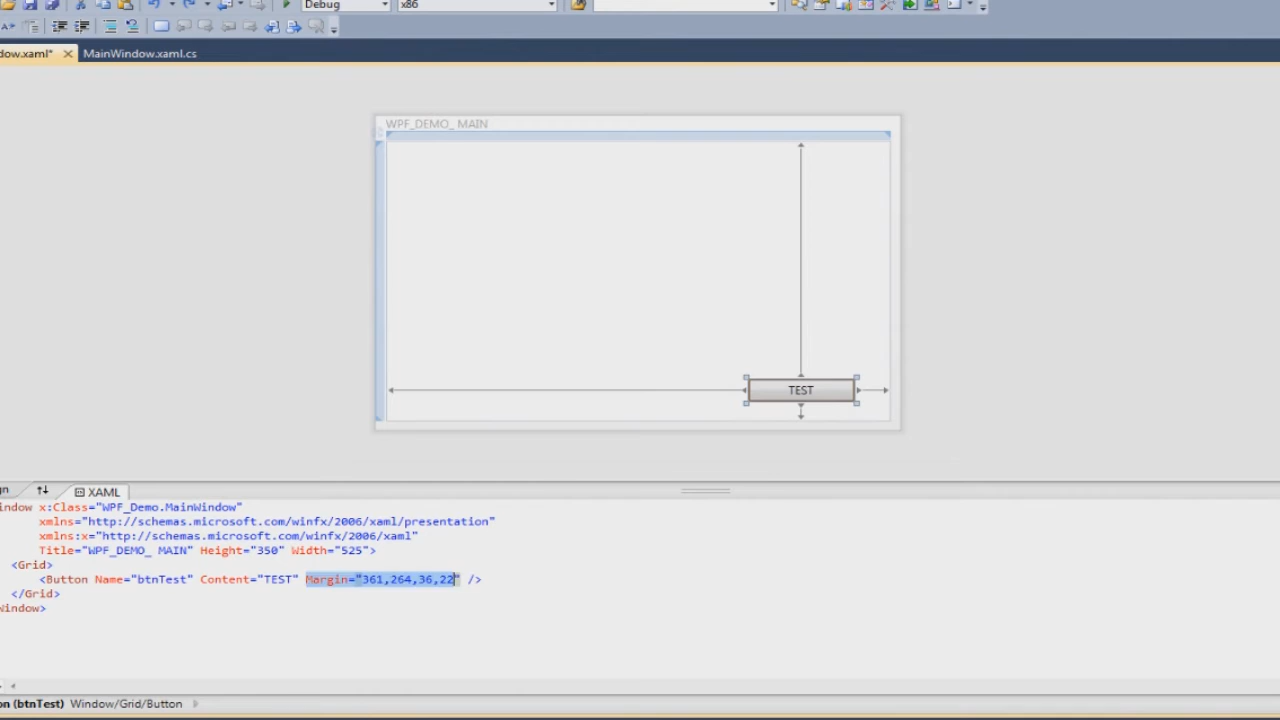 Debug x86
dow.xaml* MainWindow.xaml.cs
WPF_DEMO_ MAIN
TEST
gn XAML
indow x:Class="WPF_Demo.MainWindow"
xmlns="http://schemas.microsoft.com/winfx/2006/xaml/presentation"
xmlns:x="http://schemas.microsoft.com/winfx/2006/xaml"
Title="WPF_DEMO_ MAIN" Height="350" Width="525">
<Grid>
<Button Name="btnTest" Content="TEST" Margin="361,264,36,22" />
</Grid>
Window>
on (btnTest) Window/Grid/Button